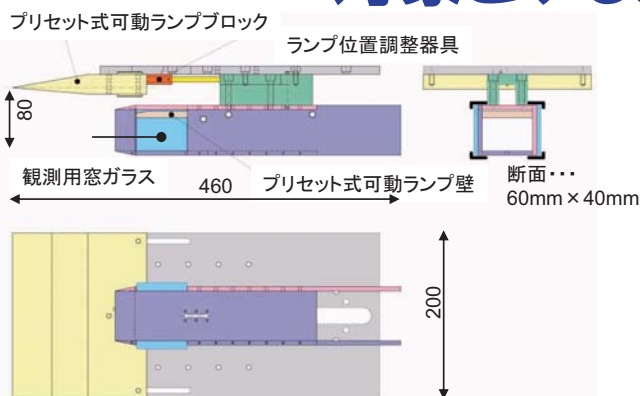 プリセット式可動ランプブロック
ランプ位置調整器具
80
観測用窓ガラス
460
プリセット式可動ランプ壁
断面･･･
60mm×40mm
200